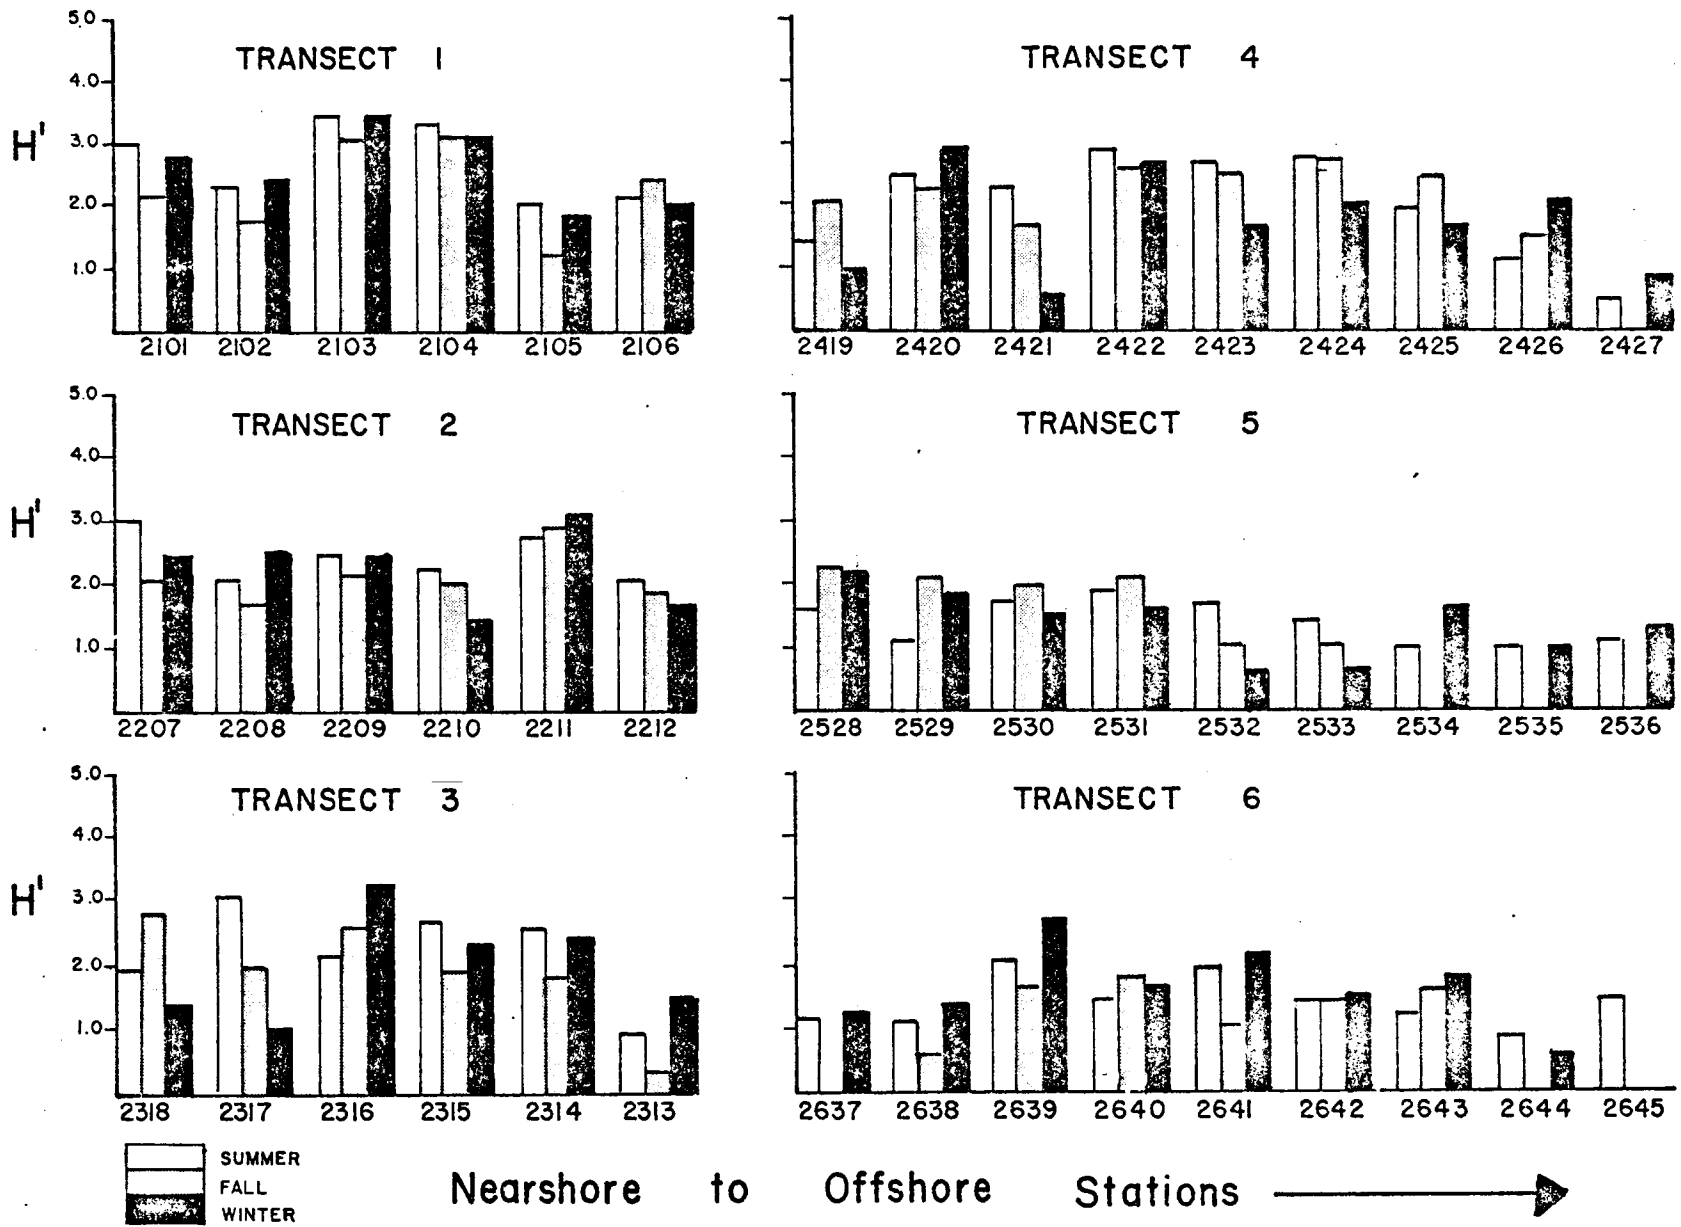 TRANSECT 1
H'
5.0
4.0
3.0
2.0
1.0
2101 2102 2103 2104 2105 2106
TRANSECT 4
2419 2420 2421 2422 2423 2424 2425 2426 2427
TRANSECT 2
H'
5.0
4.0
3.0
2.0
1.0
2207 2208 2209 2210 2211 2212
TRANSECT 5
2528 2529 2530 2531 2532 2533 2534 2535 2536
TRANSECT 3
H'
5.0
4.0
3.0
2.0
1.0
2318 2317 2316 2315 2314 2313
TRANSECT 6
2637 2638 2639 2640 2641 2642 2643 2644 2645
SUMMER
FALL
WINTER
Nearshore to Offshore Stations